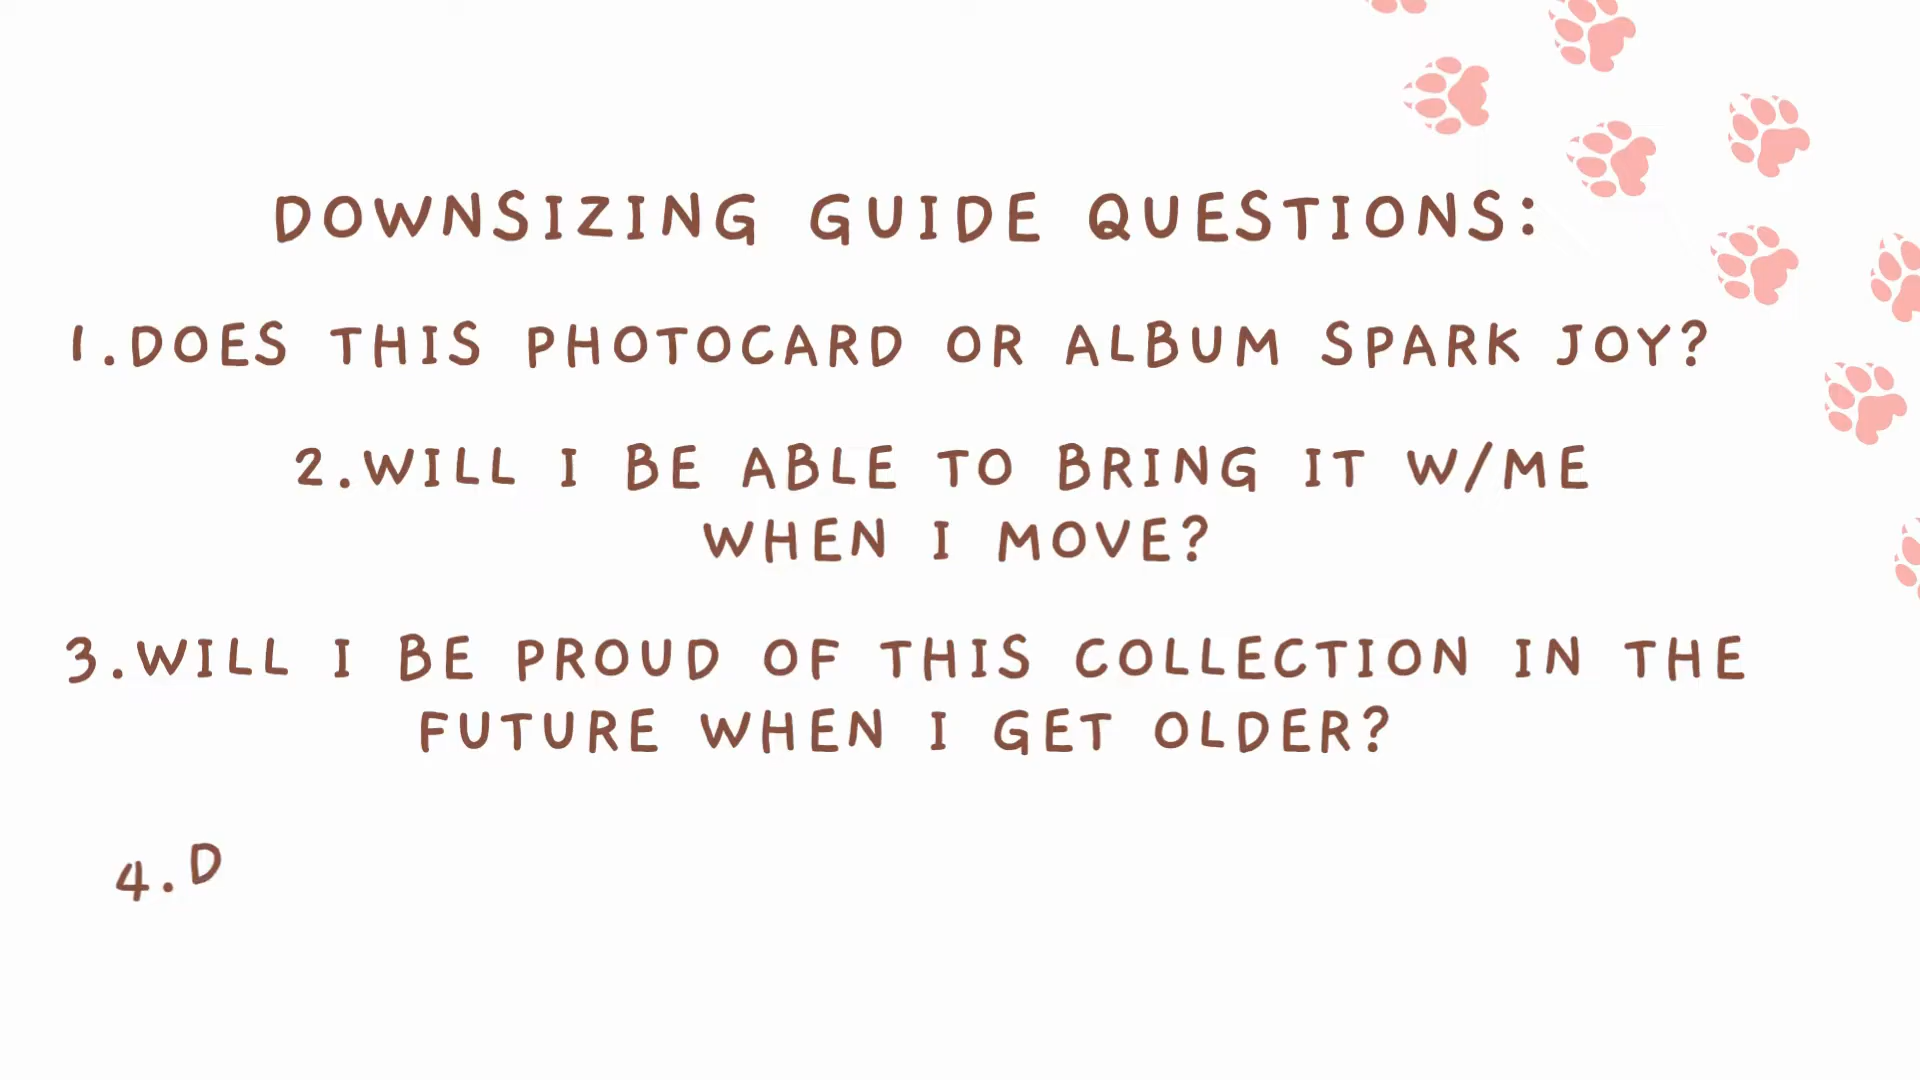 DOWNSIZING GUIDE QUESTIONS:
1.DOES THIS PHOTOCARD OR ALBUM SPARK JOY?
2.WILL I BE ABLE TO BRING IT W/ME
WHEN I MOVE?
3.WILL I BE PROUD OF THIS COLLECTION IN THE
FUTURE WHEN I GET OLDER?
4.D